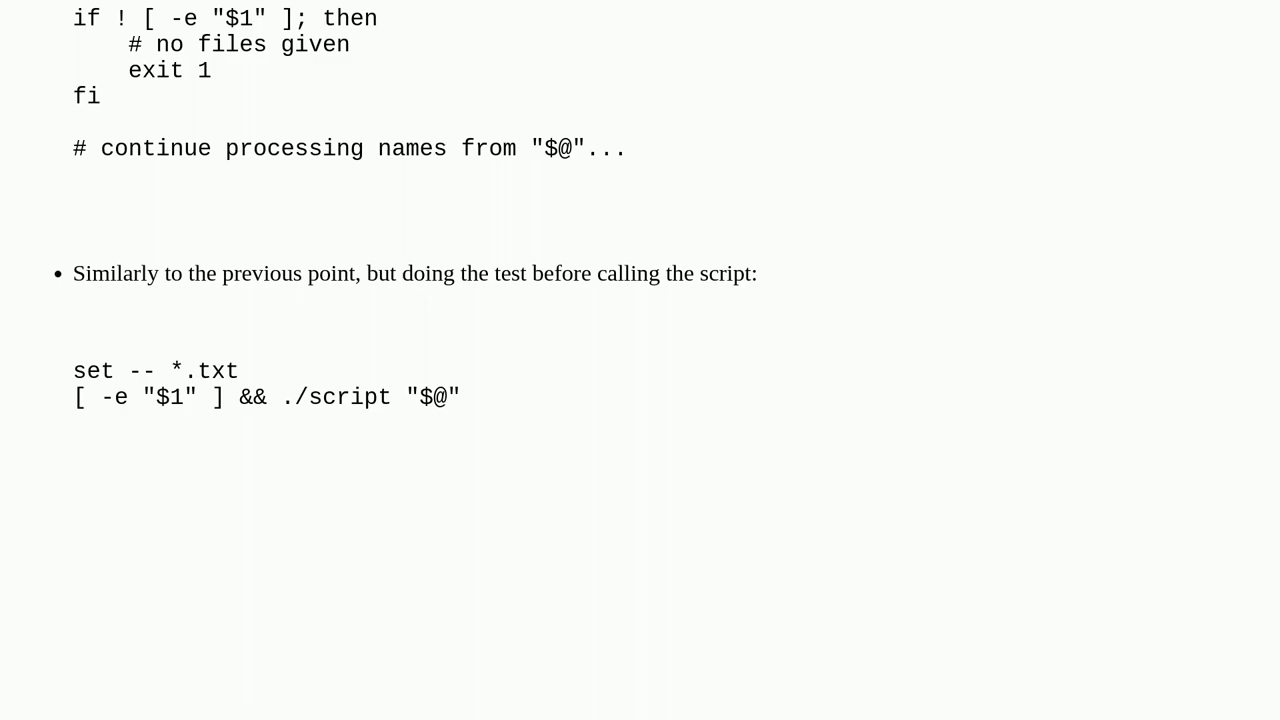 if ! [ -e "$1" ]; then
    # no files given
    exit 1
fi

# continue processing names from "$@"...

• Similarly to the previous point, but doing the test before calling the script:

set -- *.txt
[ -e "$1" ] && ./script "$@"